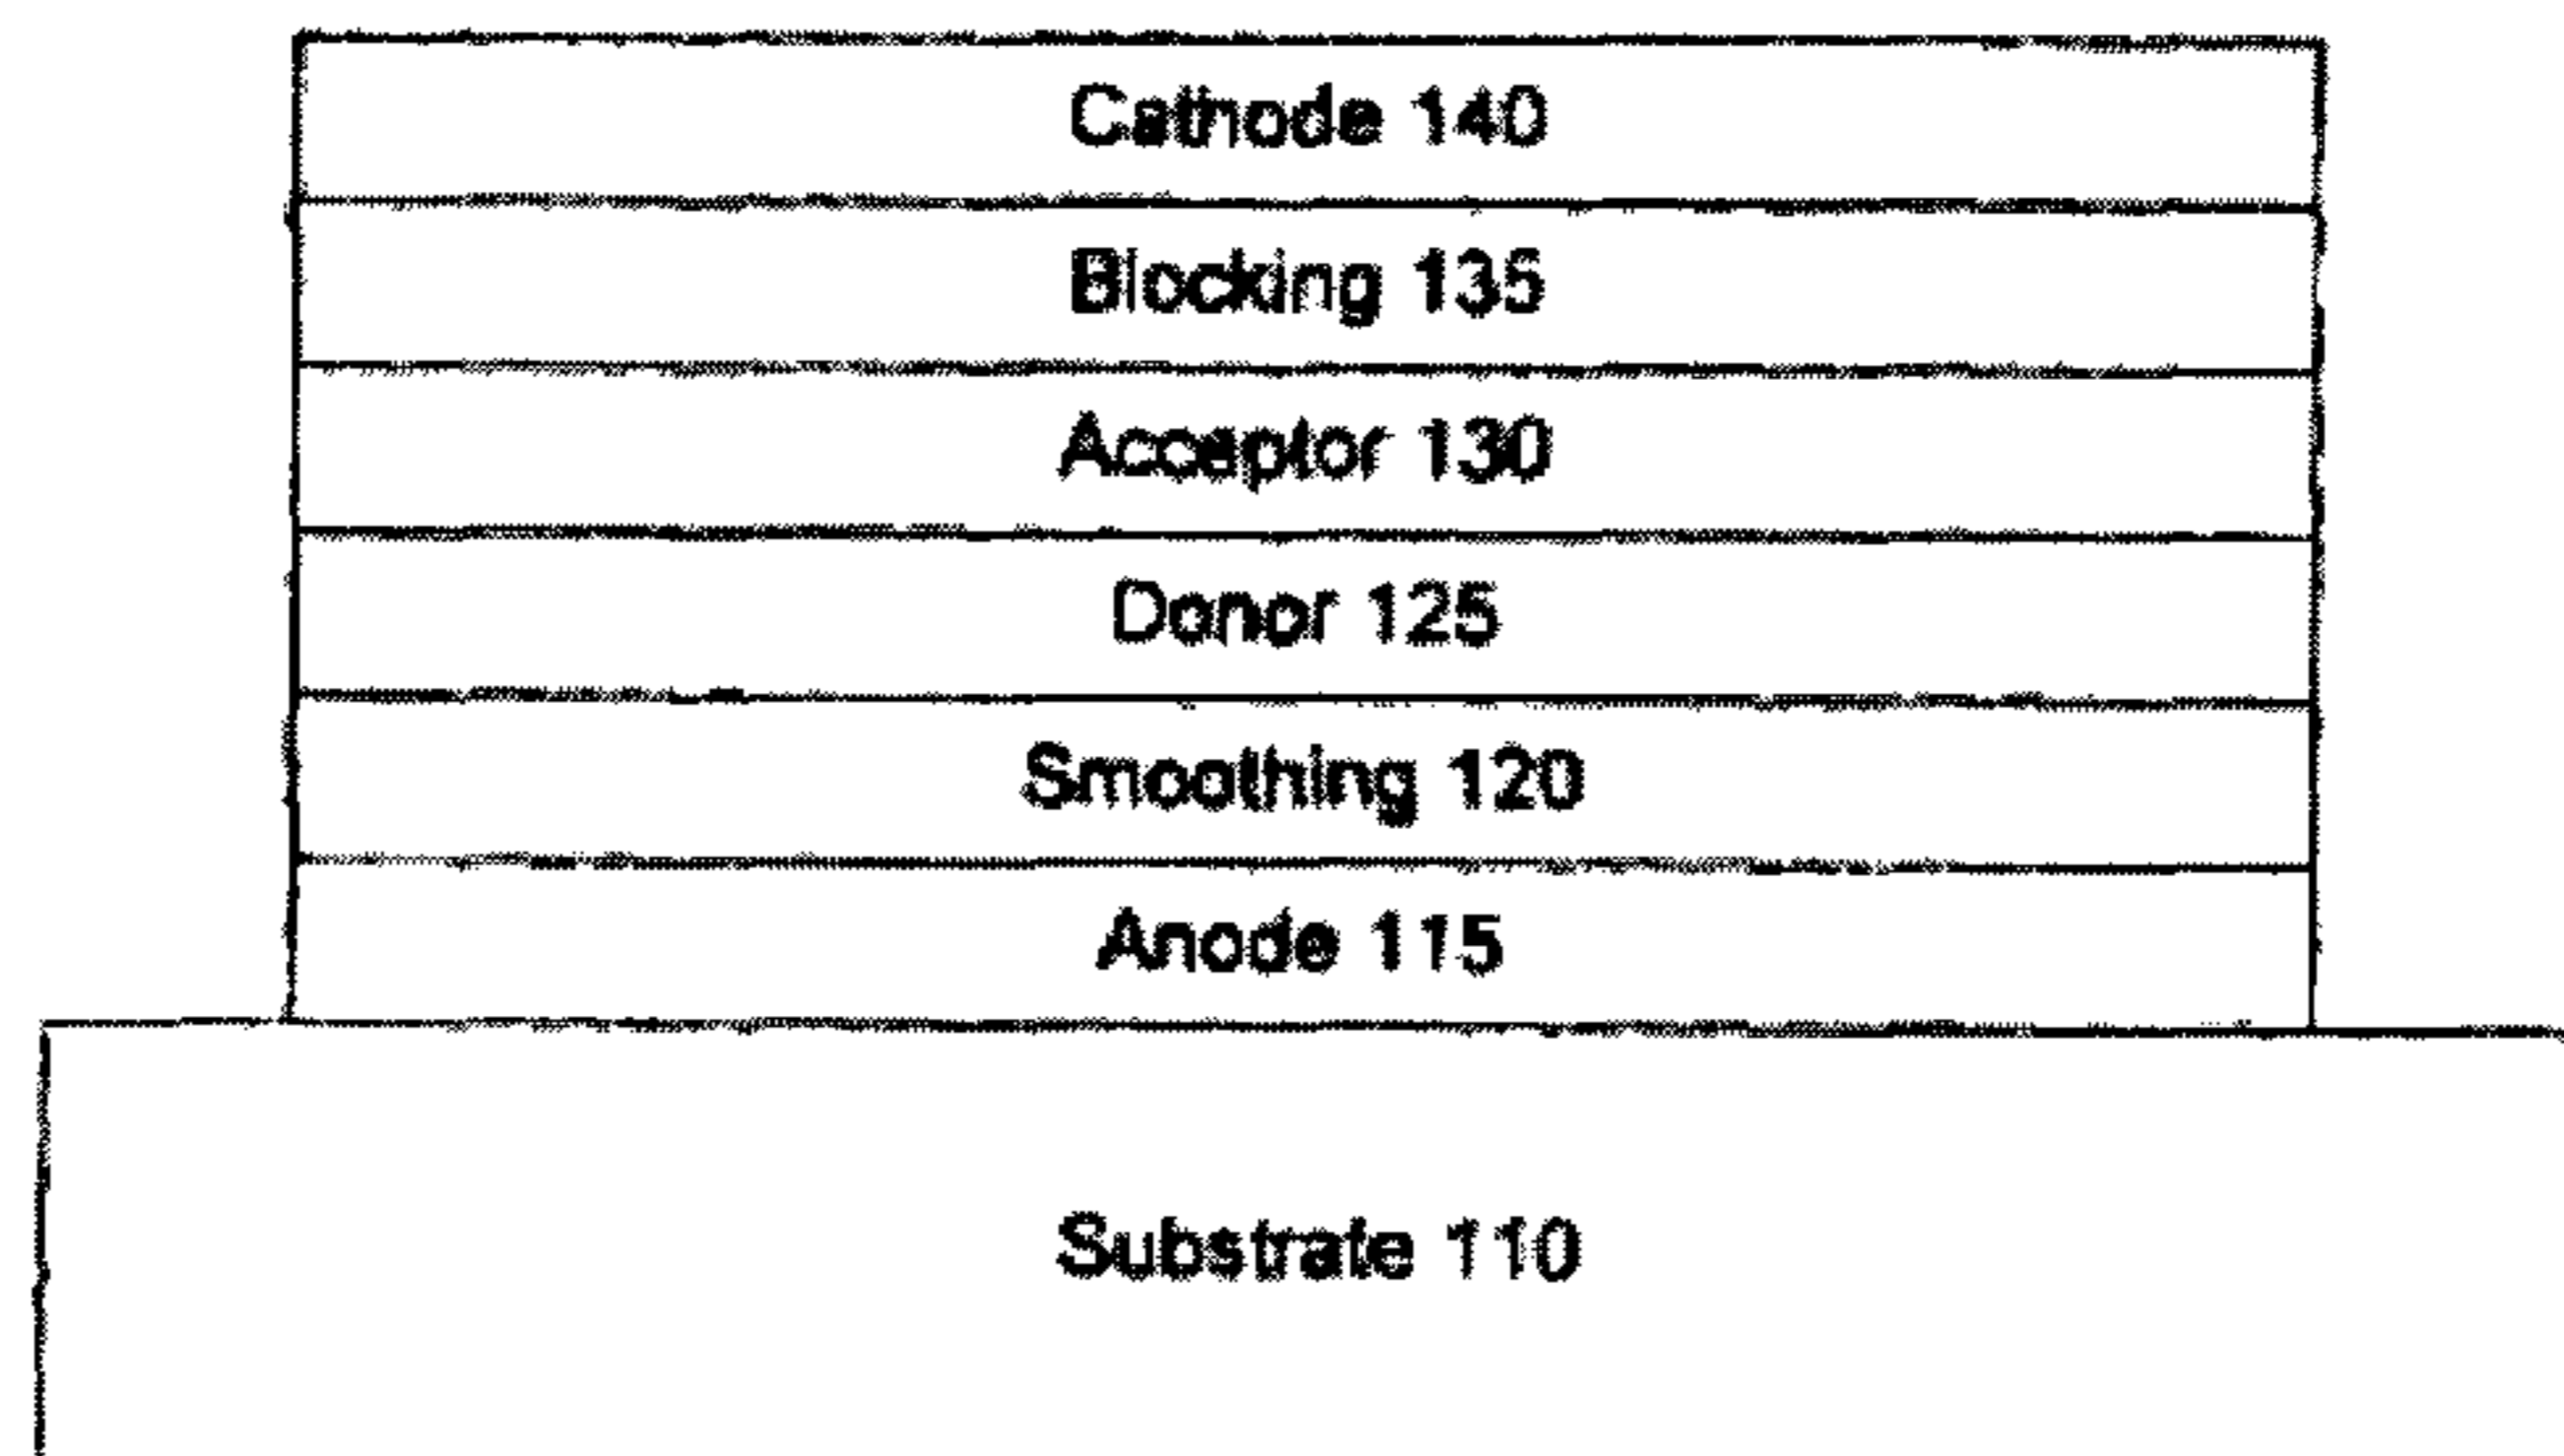 Cathode 140
Blocking 135
Acceptor 130
Donor 125
Smoothing 120
Anode 115
Substrate 110